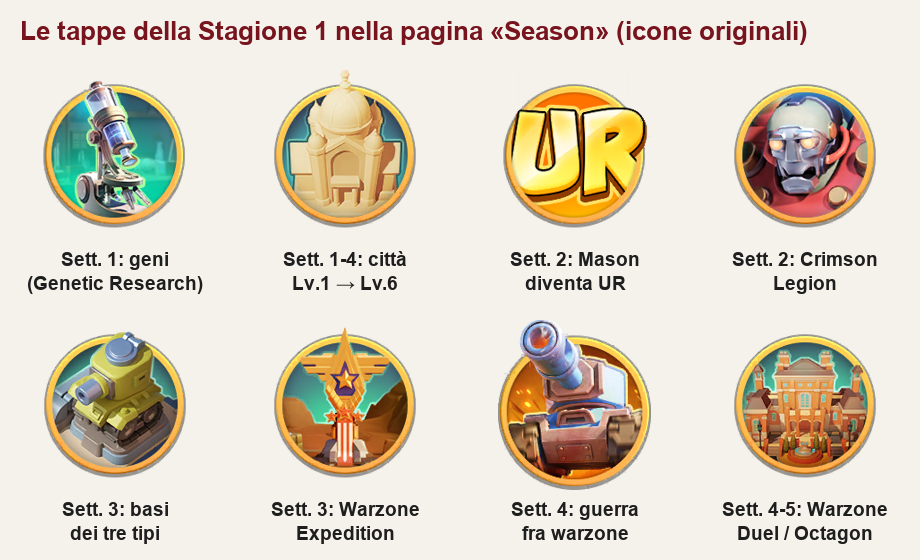 Le tappe della Stagione 1 nella pagina «Season» (icone originali)
UR
Sett. 1: geni
(Genetic Research)
Sett. 1-4: città
Lv.1 → Lv.6
Sett. 2: Mason
diventa UR
Sett. 2: Crimson
Legion
Sett. 3: basi
dei tre tipi
Sett. 3: Warzone
Expedition
Sett. 4: guerra
fra warzone
Sett. 4-5: Warzone
Duel / Octagon